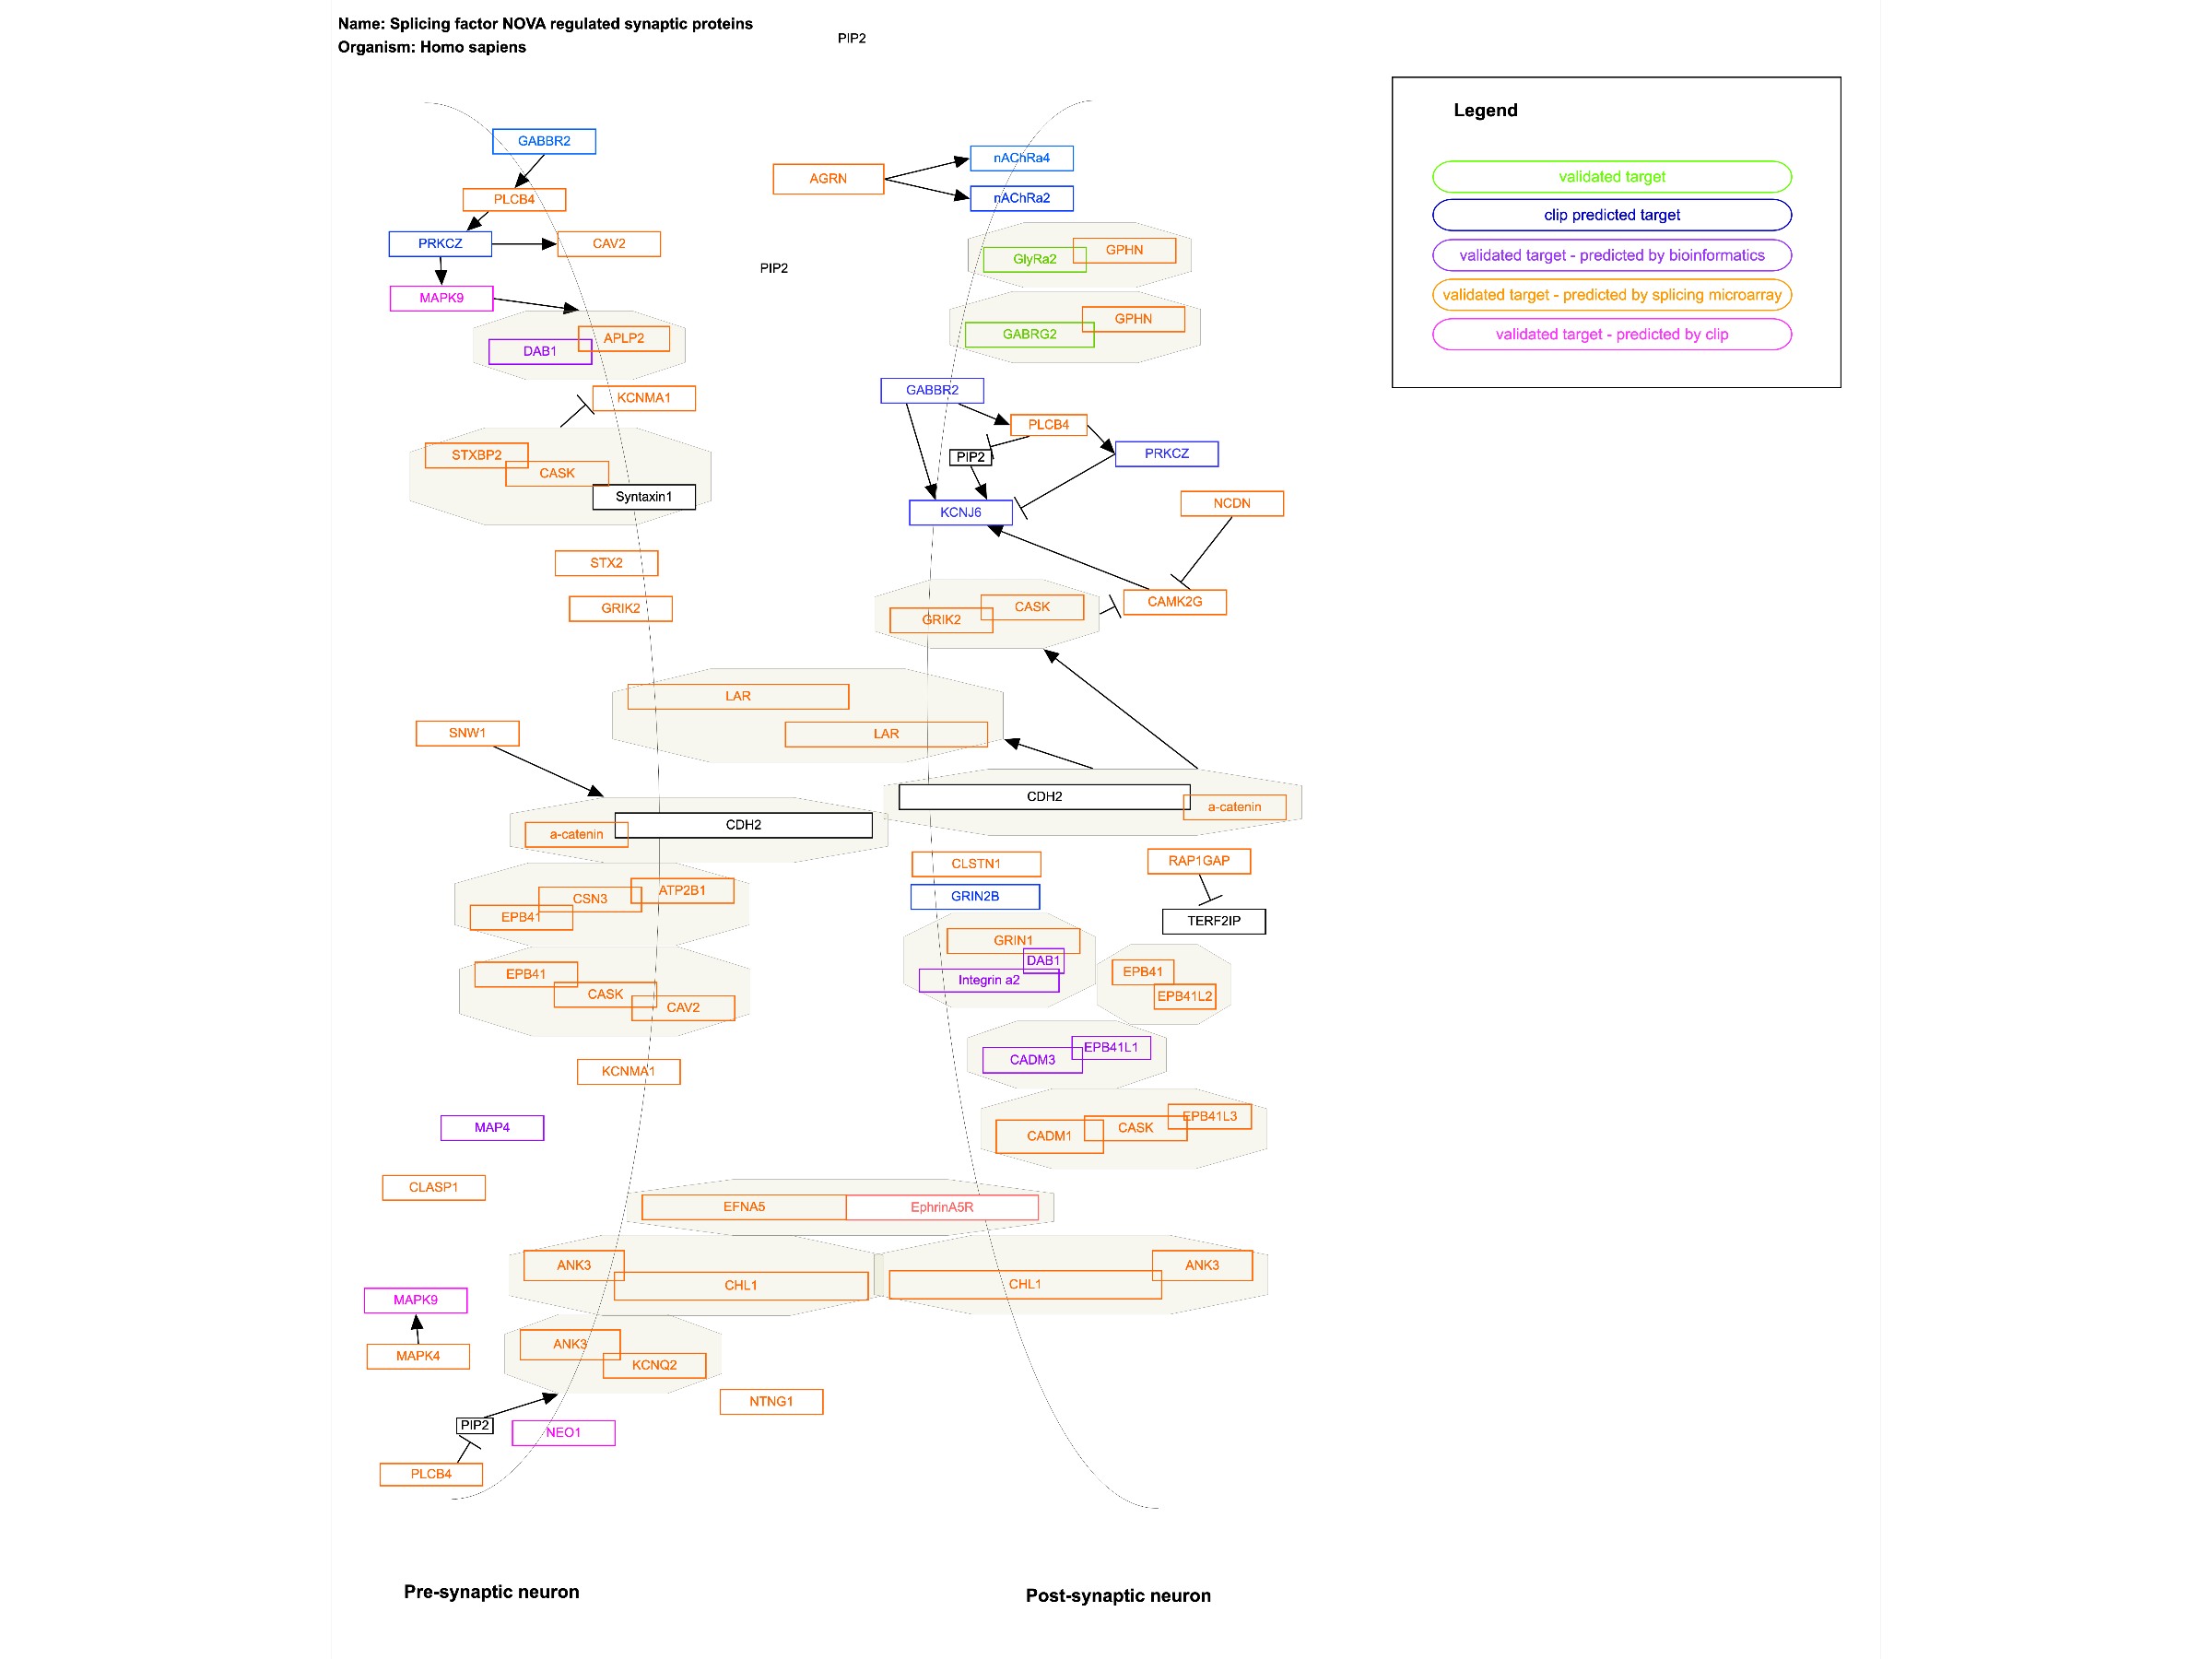 Name: Splicing factor NOVA regulated synaptic proteins
Organism: Homo sapiens
PIP2
Legend
validated target
clip predicted target
validated target - predicted by bioinformatics
validated target - predicted by splicing microarray
validated target - predicted by clip
GABBR2
PLCB4
PRKCZ
CAV2
MAPK9
APLP2
DAB1
KCNMA1
STXBP2
CASK
Syntaxin1
STX2
GRIK2
PIP2
AGRN
nAChRa4
nAChRa2
GPHN
GlyRa2
GPHN
GABRG2
GABBR2
PLCB4
PIP2
PRKCZ
KCNJ6
NCDN
CAMK2G
CASK
GRIK2
LAR
LAR
SNW1
CDH2
a-catenin
CDH2
a-catenin
ATP2B1
CSN3
EPB41
EPB41
CASK
CAV2
KCNMA1
MAP4
CLASP1
CLSTN1
GRIN2B
RAP1GAP
TERF2IP
GRIN1
DAB1
Integrin a2
EPB41
EPB41L2
EPB41L1
CADM3
EPB41L3
CASK
CADM1
EFNA5
EphrinA5R
ANK3
CHL1
ANK3
CHL1
MAPK9
MAPK4
ANK3
KCNQ2
NTNG1
PIP2
NEO1
PLCB4
Pre-synaptic neuron
Post-synaptic neuron